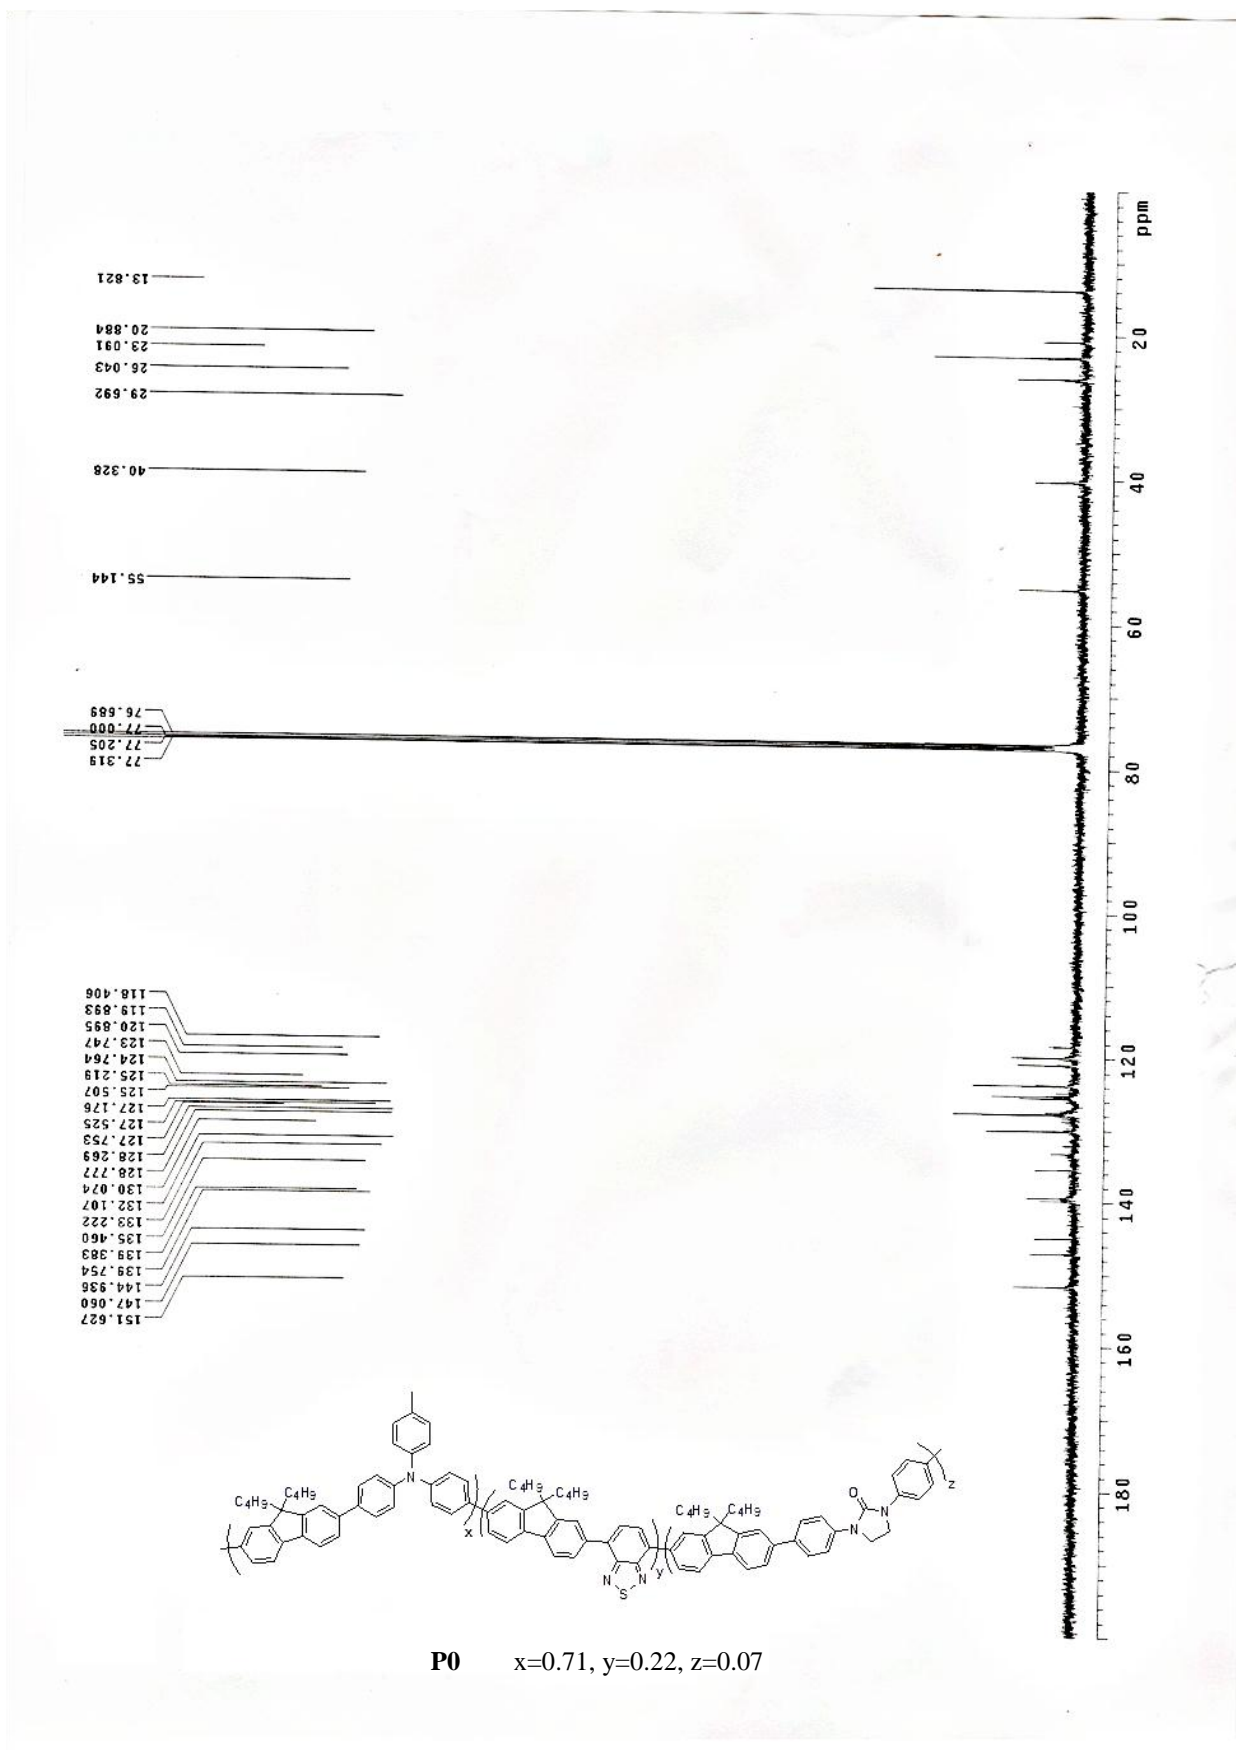 ppm
13.821
20.884
23.091
26.043
29.692
20
40.328
40
55.144
60
76.689
77.000
77.205
77.319
80
100
118.406
119.893
120.895
123.747
124.764
125.219
125.507
127.176
127.525
127.753
128.269
128.777
130.074
132.107
133.222
135.460
139.383
139.754
144.936
147.060
151.627
120
140
160
180
N
C4H9 C4H9
x
C4H9
C4H9
N N
S
y
C4H9 C4H9
O
N
N
z
P0 x=0.71, y=0.22, z=0.07